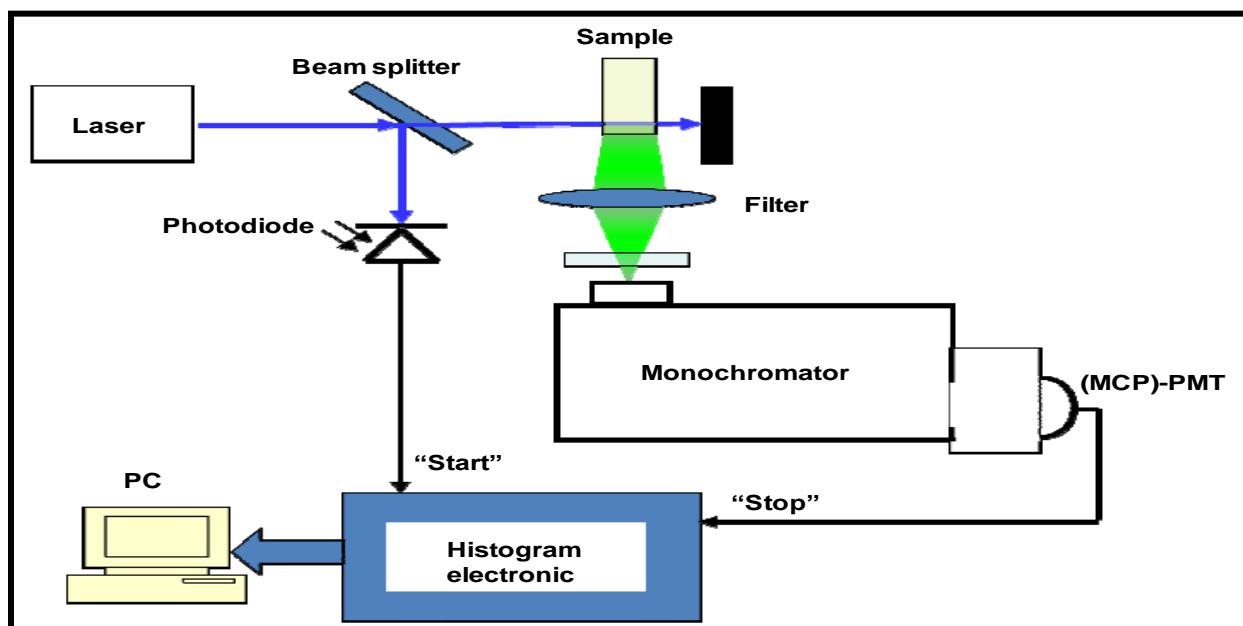 Sample
Beam splitter
Laser
Photodiode
Filter
Monochromator
(MCP)-PMT
“Start”
PC
“Stop”
Histogram
electronic